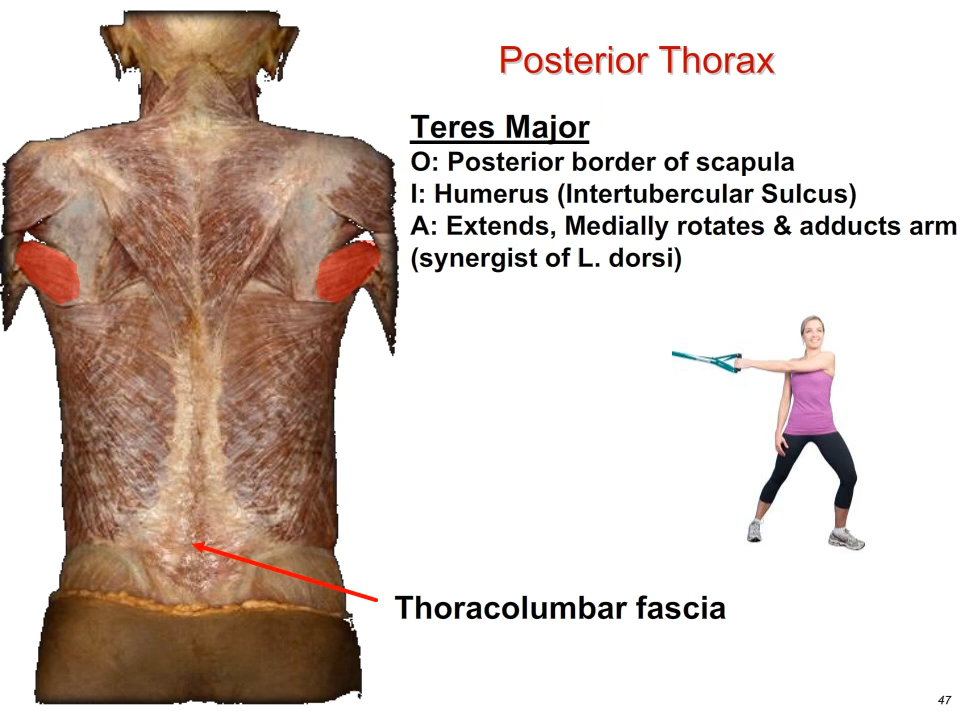 Posterior Thorax
Teres Major
O: Posterior border of scapula
I: Humerus (Intertubercular Sulcus)
A: Extends, Medially rotates & adducts arm
(synergist of L. dorsi)
Thoracolumbar fascia
47